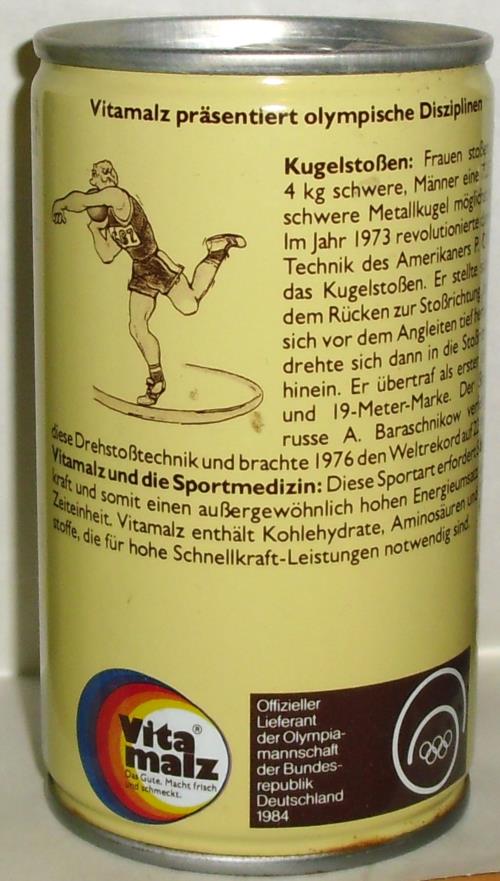 Vitamalz präsentiert olympische Disziplinen
Kugelstoßen: Frauen
4 kg schwere, Männer eine
schwere Metallkugel
Im Jahr 1973
Technik des Amerikaners P.
das Kugelstoßen. Er stellte
dem Rücken zur Stoßrichtung
sich vor dem Angleiten tief
drehte sich dann in die
hinein. Er übertraf als
und 19-Meter-Marke. Der
russe A. Baraschnikow
diese Drehstoßtechnik und brachte 1976 den Weltrekord auf
Vitamalz und die Sportmedizin: Diese Sportart erfordert
kraft und somit einen außergewöhnlich hohen Energieumsatz
Zeiteinheit. Vitamalz enthält Kohlehydrate, Aminosäuren
stoffe, die für hohe Schnellkraft-Leistungen notwendig sind.
Vita®
malz
Das Gute. Macht frisch
und schmeckt.
Offizieller
Lieferant
der Olympia-
mannschaft
der Bundes-
republik
Deutschland
1984